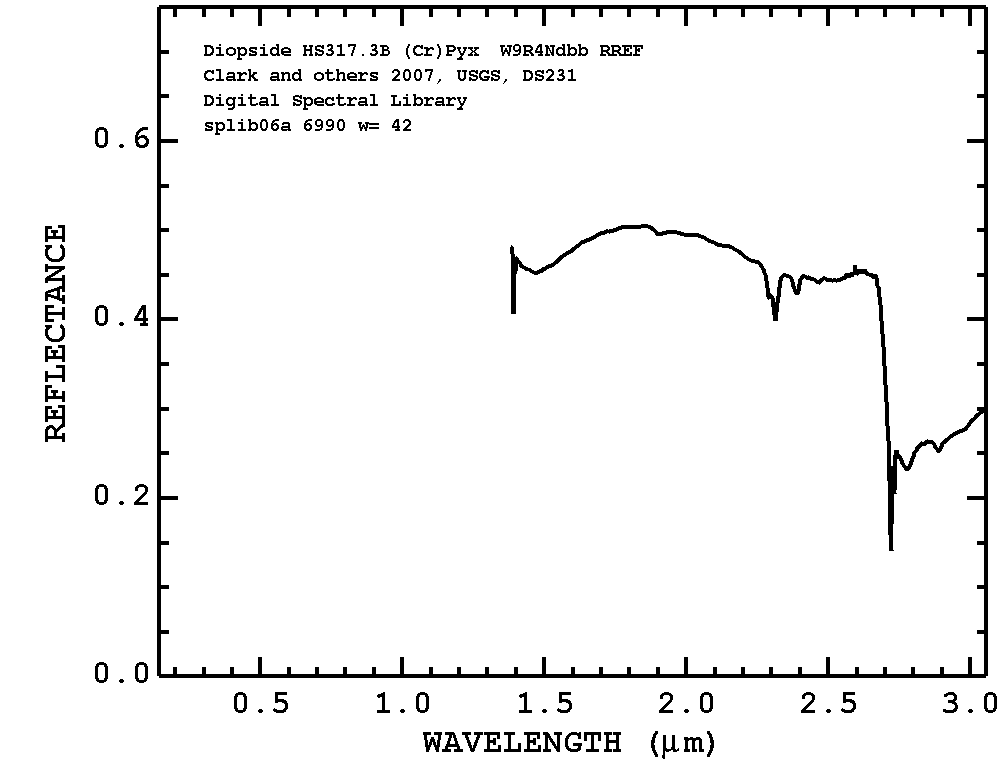 Diopside HS317.3B (Cr)Pyx W9R4Ndbb RREF
Clark and others 2007, USGS, DS231
Digital Spectral Library
splib06a 6990 w= 42
REFLECTANCE
0.6
0.4
0.2
0.0
0.5 1.0 1.5 2.0 2.5 3.0
WAVELENGTH (μm)